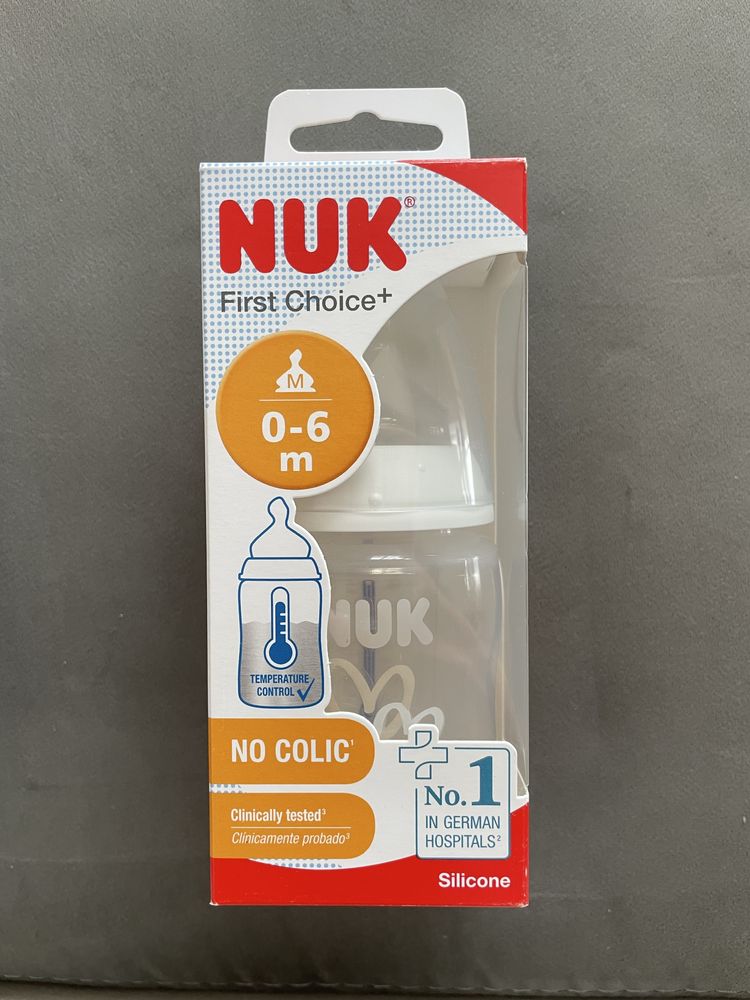 NUK®
First Choice+
M
0-6
m
TEMPERATURE
CONTROL
NUK
NO COLIC¹
Clinically tested³
Clínicamente probado³
No.1
IN GERMAN
HOSPITALS²
Silicone